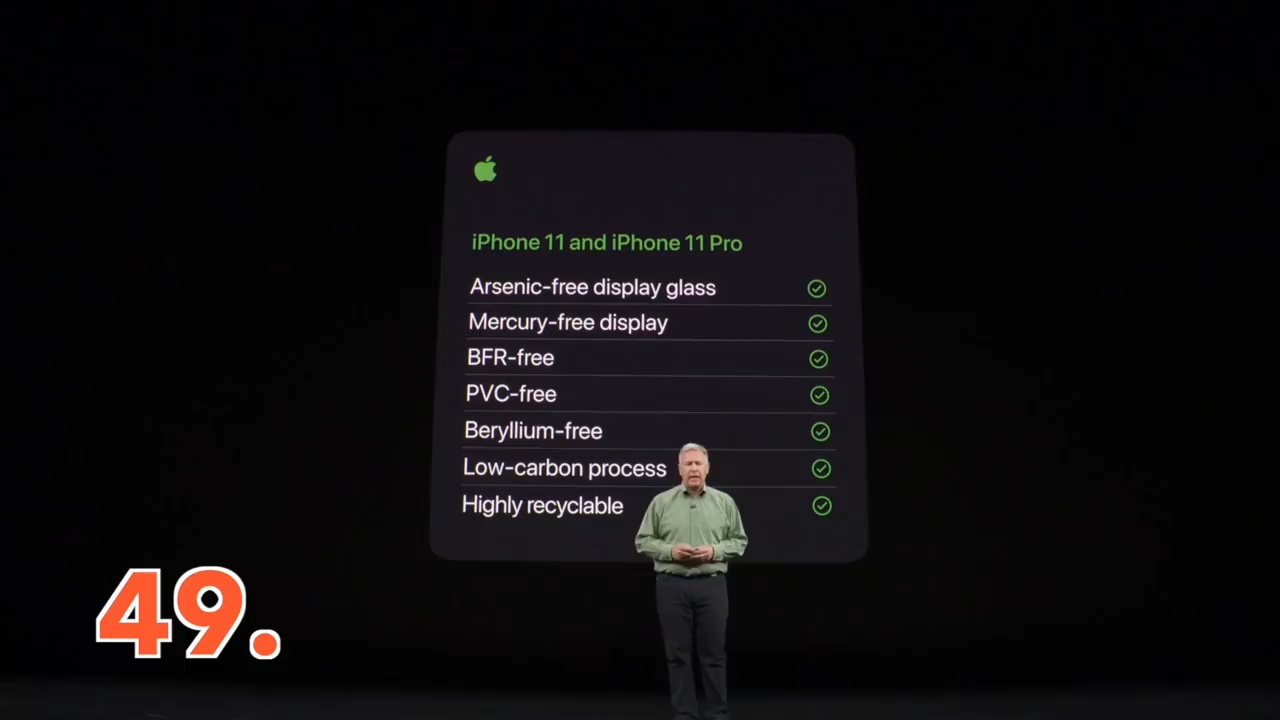 iPhone 11 and iPhone 11 Pro
Arsenic-free display glass
Mercury-free display
BFR-free
PVC-free
Beryllium-free
Low-carbon process
Highly recyclable
49.